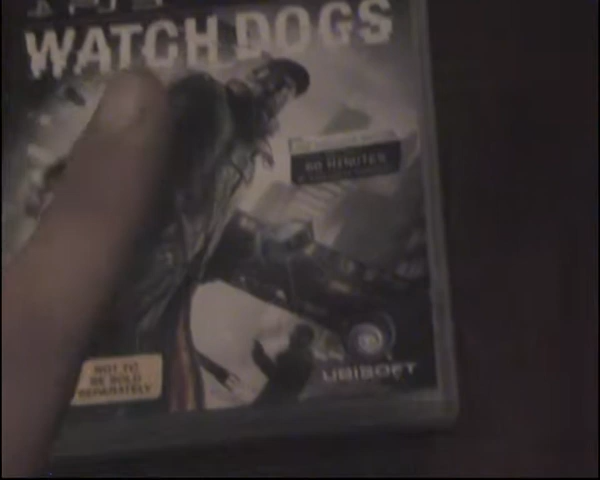 WATCH DOGS
60 MINUTES
NOT TO
BE SOLD
SEPARATELY
UBISOFT